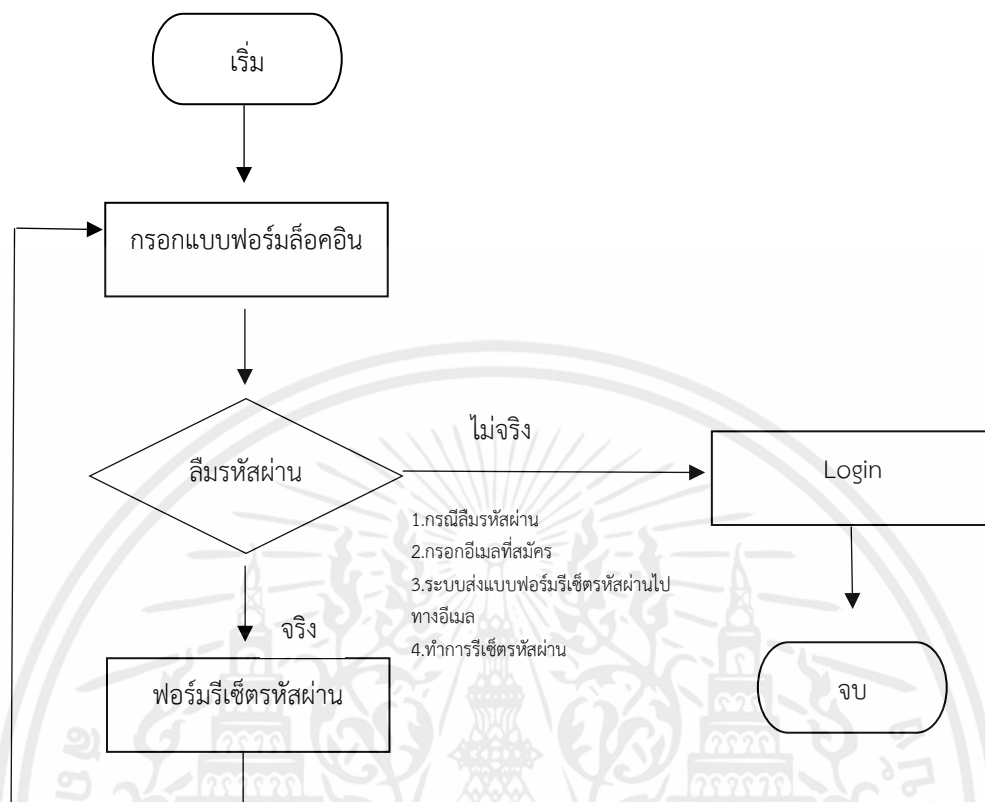 เริ่ม
กรอกแบบฟอร์มล็อคอิน
ลืมรหัสผ่าน
ไม่จริง
Login
1.กรณีลืมรหัสผ่าน
2.กรอกอีเมลที่สมัคร
3.ระบบส่งแบบฟอร์มรีเซ็ตรหัสผ่านไป
ทางอีเมล
4.ทำการรีเซ็ตรหัสผ่าน
จริง
ฟอร์มรีเซ็ตรหัสผ่าน
จบ